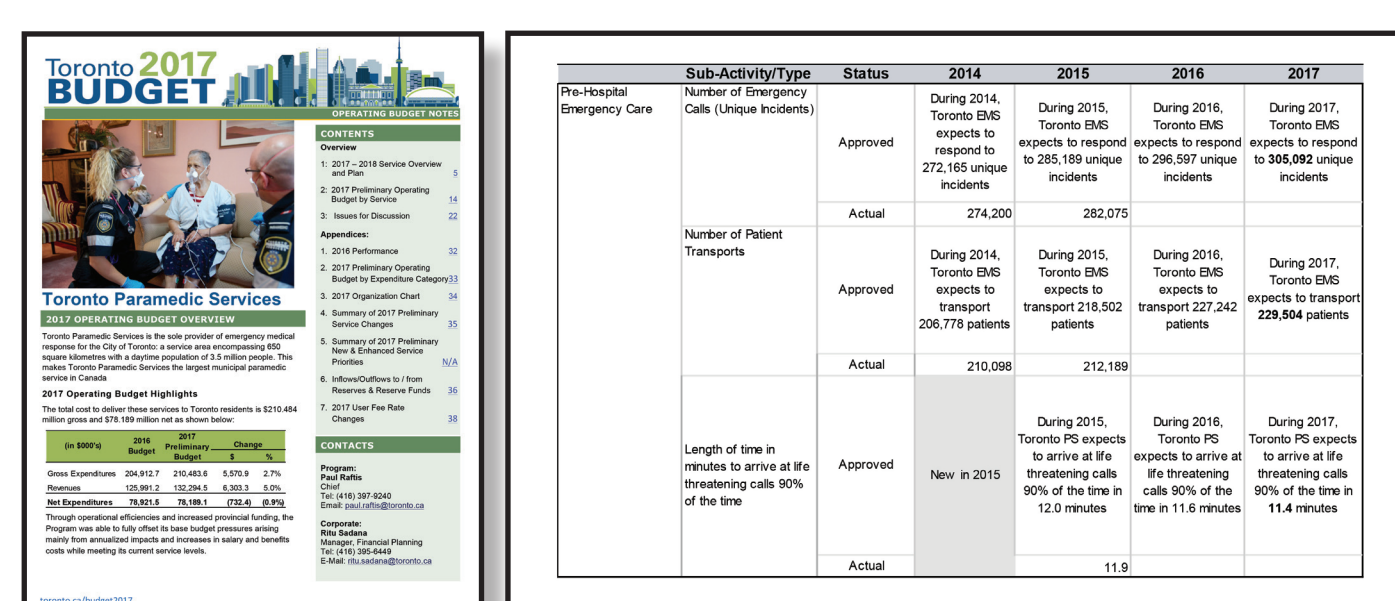 Toronto 2017
BUDGET
OPERATING BUDGET NOTES
Toronto Paramedic Services
2017 OPERATING BUDGET OVERVIEW
Toronto Paramedic Services is the sole provider of emergency medical
response for the City of Toronto: a service area encompassing 650
square kilometres with a daytime population of 3.5 million people. This
makes Toronto Paramedic Services the largest municipal paramedic
service in Canada
2017 Operating Budget Highlights
The total cost to deliver these services to Toronto residents is $210.484
million gross and $78.189 million net as shown below:
(in $000's) 2016 Budget 2017 Preliminary Budget Change $ %
Gross Expenditures 204,912.7 210,483.6 5,570.9 2.7%
Revenues 125,991.2 132,294.5 6,303.3 5.0%
Net Expenditures 78,921.5 78,189.1 (732.4) (0.9%)
Through operational efficiencies and increased provincial funding, the
Program was able to fully offset its base budget pressures arising
mainly from annualized impacts and increases in salary and benefits
costs while meeting its current service levels.
toronto.ca/budget2017
CONTENTS
Overview
1: 2017 – 2018 Service Overview
and Plan 5
2: 2017 Preliminary Operating
Budget by Service 14
3: Issues for Discussion 22
Appendices:
1. 2016 Performance 32
2. 2017 Preliminary Operating
Budget by Expenditure Category 33
3. 2017 Organization Chart 34
4. Summary of 2017 Preliminary
Service Changes 35
5. Summary of 2017 Preliminary
New & Enhanced Service
Priorities N/A
6. Inflows/Outflows to / from
Reserves & Reserve Funds 36
7. 2017 User Fee Rate
Changes 38
CONTACTS
Program:
Paul Raftis
Chief
Tel: (416) 397-9240
Email: paul.raftis@toronto.ca
Corporate:
Ritu Sadana
Manager, Financial Planning
Tel: (416) 395-6449
E-Mail: ritu.sadana@toronto.ca
Sub-Activity/Type Status 2014 2015 2016 2017
Pre-Hospital
Emergency Care
Number of Emergency
Calls (Unique Incidents)
Approved
During 2014,
Toronto EMS
expects to
respond to
272,165 unique
incidents
During 2015,
Toronto EMS
expects to respond
to 285,189 unique
incidents
During 2016,
Toronto EMS
expects to respond
to 296,597 unique
incidents
During 2017,
Toronto EMS
expects to respond
to 305,092 unique
incidents
Actual 274,200 282,075
Number of Patient
Transports
Approved
During 2014,
Toronto EMS
expects to
transport
206,778 patients
During 2015,
Toronto EMS
expects to
transport 218,502
patients
During 2016,
Toronto EMS
expects to
transport 227,242
patients
During 2017,
Toronto EMS
expects to transport
229,504 patients
Actual 210,098 212,189
Length of time in
minutes to arrive at life
threatening calls 90%
of the time
Approved
New in 2015
During 2015,
Toronto PS expects
to arrive at life
threatening calls
90% of the time in
12.0 minutes
During 2016,
Toronto PS
expects to arrive at
life threatening
calls 90% of the
time in 11.6 minutes
During 2017,
Toronto PS expects
to arrive at life
threatening calls
90% of the time in
11.4 minutes
Actual 11.9